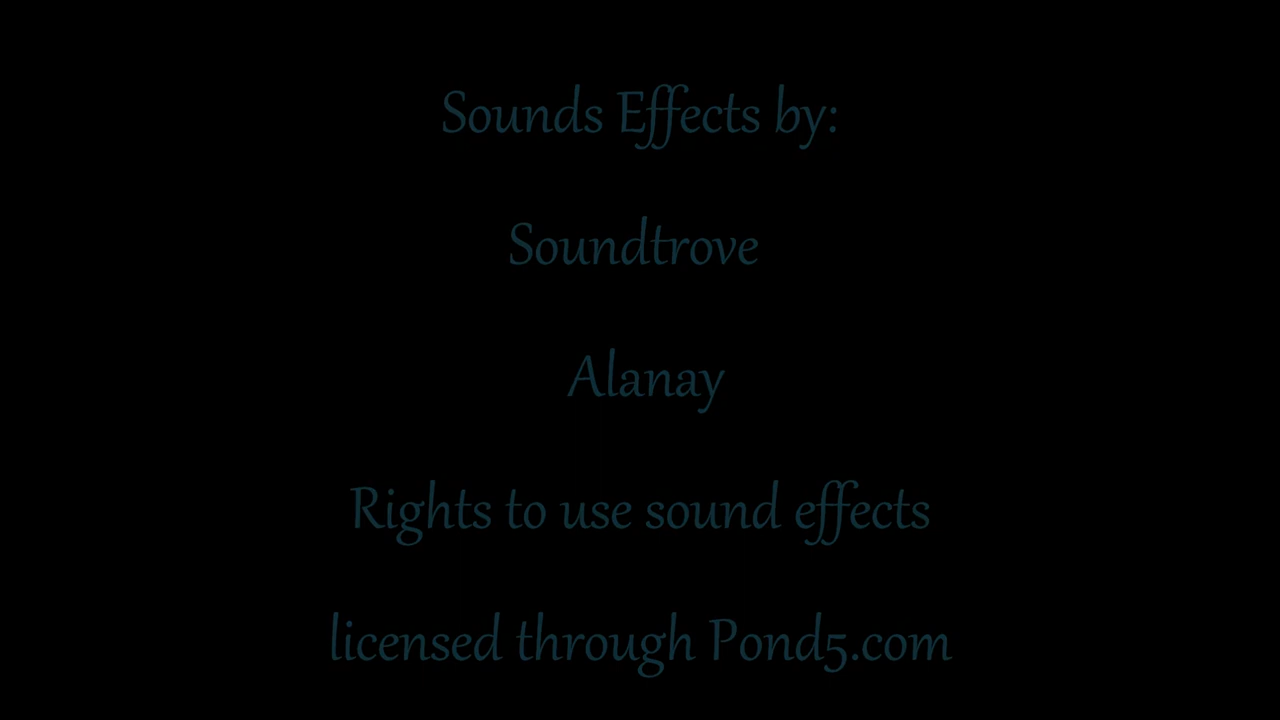 Sounds Effects by:
Soundtrove
Alanay
Rights to use sound effects
licensed through Pond5.com